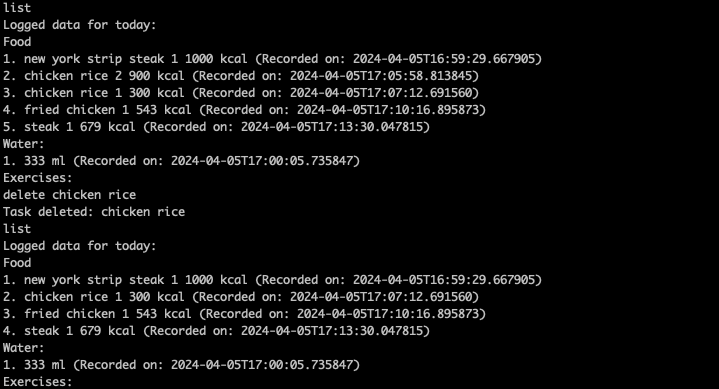 list
Logged data for today:
Food
1. new york strip steak 1 1000 kcal (Recorded on: 2024-04-05T16:59:29.667905)
2. chicken rice 2 900 kcal (Recorded on: 2024-04-05T17:05:58.813845)
3. chicken rice 1 300 kcal (Recorded on: 2024-04-05T17:07:12.691560)
4. fried chicken 1 543 kcal (Recorded on: 2024-04-05T17:10:16.895873)
5. steak 1 679 kcal (Recorded on: 2024-04-05T17:13:30.047815)
Water:
1. 333 ml (Recorded on: 2024-04-05T17:00:05.735847)
Exercises:
delete chicken rice
Task deleted: chicken rice
list
Logged data for today:
Food
1. new york strip steak 1 1000 kcal (Recorded on: 2024-04-05T16:59:29.667905)
2. chicken rice 1 300 kcal (Recorded on: 2024-04-05T17:07:12.691560)
3. fried chicken 1 543 kcal (Recorded on: 2024-04-05T17:10:16.895873)
4. steak 1 679 kcal (Recorded on: 2024-04-05T17:13:30.047815)
Water:
1. 333 ml (Recorded on: 2024-04-05T17:00:05.735847)
Exercises: